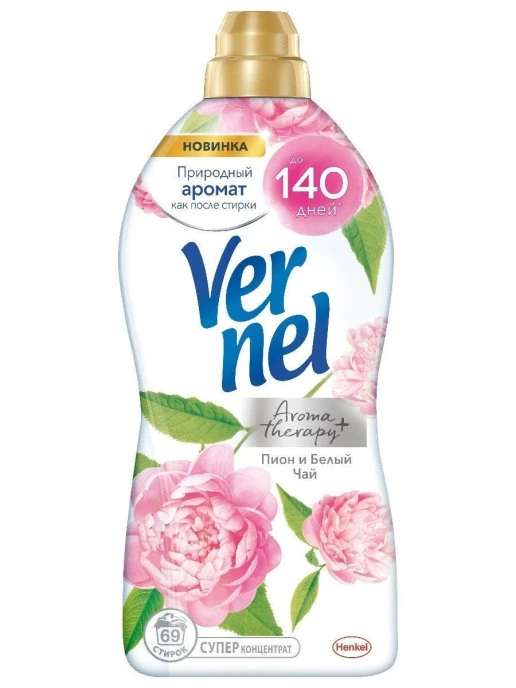 НОВИНКА
Природный
аромат
как после стирки
до
140
дней*
Ver
nel
Aroma
therapy+
Пион и Белый
Чай
69
СТИРОК
СУПЕР КОНЦЕНТРАТ
Henkel